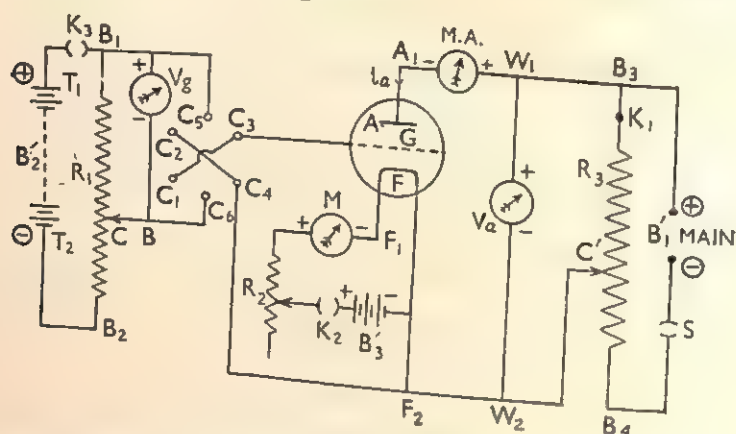 K3 B1
+ T1
+ Vg -
C5
C2 C3
B2' R1
C1 C4
C6
- T2 C B
B2
A1 - M.A. + W1 B3
ia
A G
F
K1
R3
+ M -
F1
+ Va -
C'
+ B1' MAIN -
R2
K2 + B3' -
S
F2 W2 B4